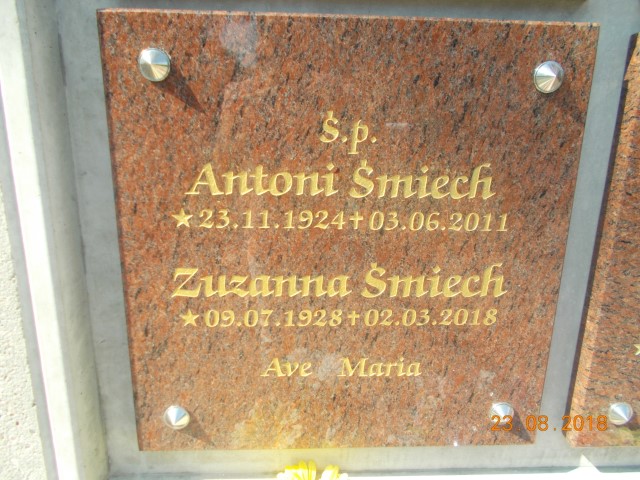 Ś.p.
Antoni Śmiech
★23.11.1924✝03.06.2011
Zuzanna Śmiech
★09.07.1928✝02.03.2018
Ave Maria
23 08 2018